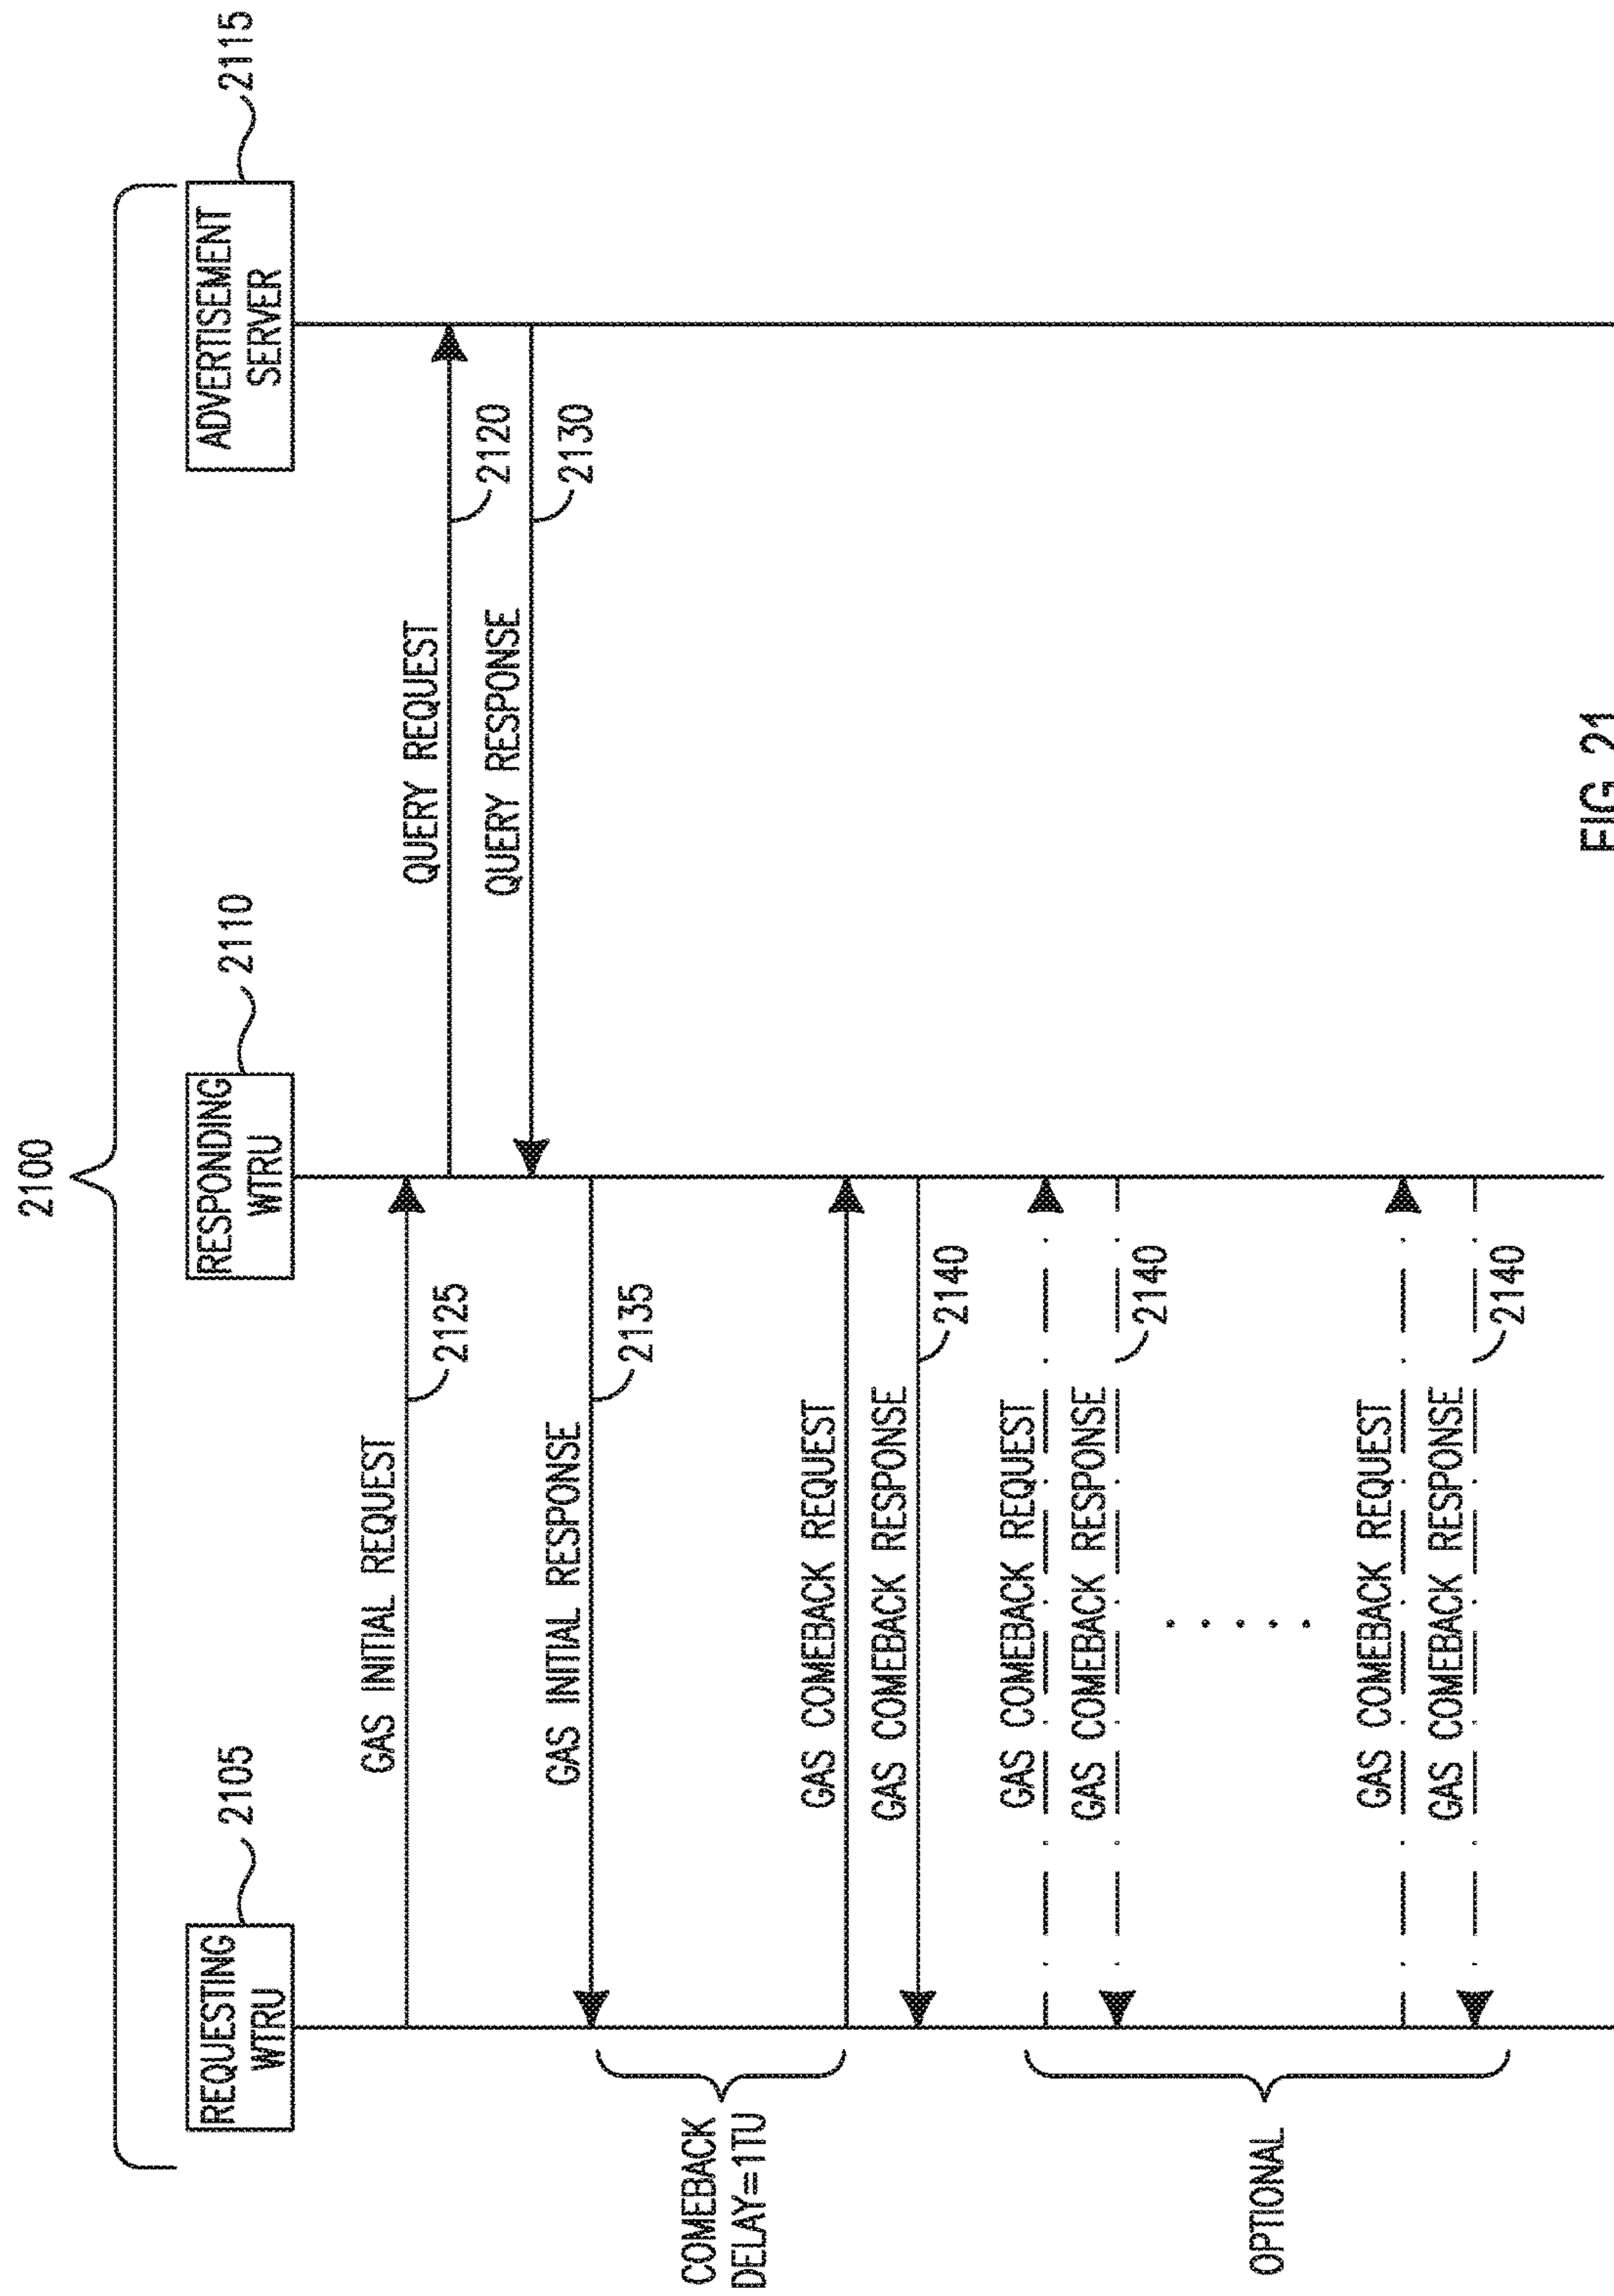 2100
REQUESTING
WTRU
2105
RESPONDING
WTRU
2110
ADVERTISEMENT
SERVER
2115
GAS INITIAL REQUEST
2125
QUERY REQUEST
2120
QUERY RESPONSE
2130
GAS INITIAL RESPONSE
2135
COMEBACK
DELAY=1TU
GAS COMEBACK REQUEST
GAS COMEBACK RESPONSE
2140
OPTIONAL
GAS COMEBACK REQUEST
GAS COMEBACK RESPONSE
2140
. . . . .
GAS COMEBACK REQUEST
GAS COMEBACK RESPONSE
2140
FIG. 21